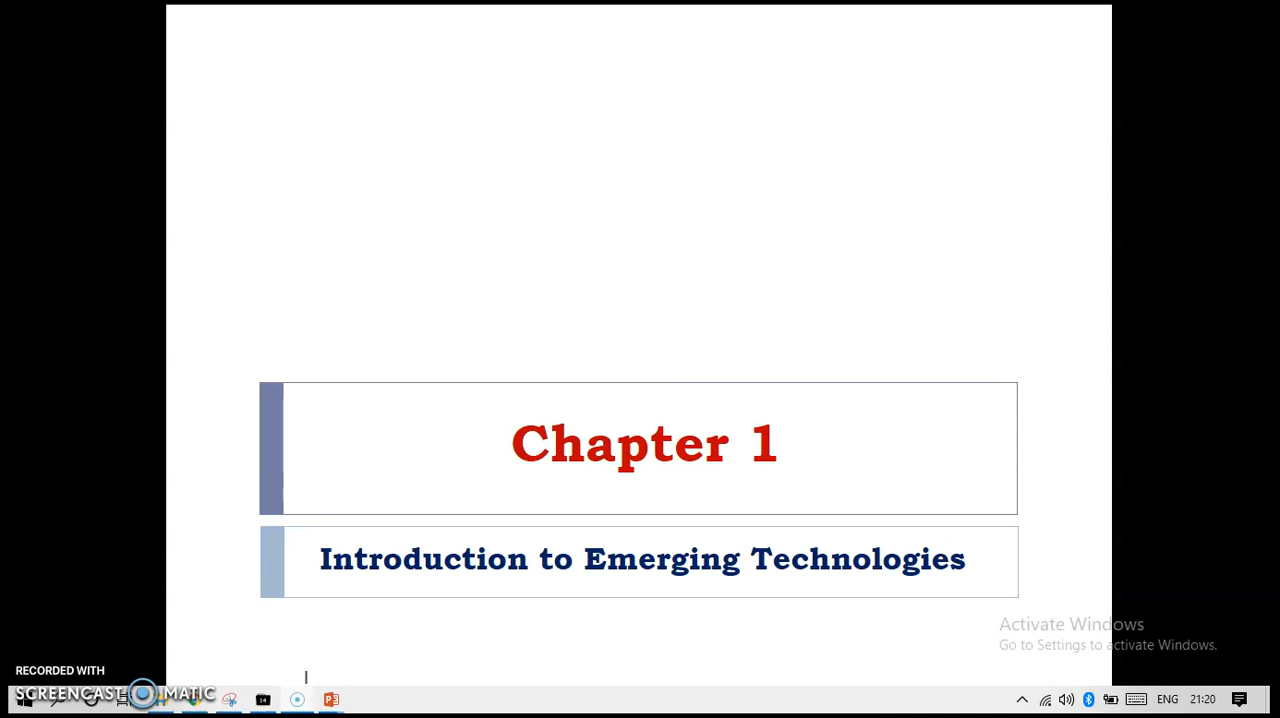 Chapter 1
Introduction to Emerging Technologies
Activate Windows
Go to Settings to activate Windows.
RECORDED WITH
SCREENCAST MATIC
14
ENG 21:20